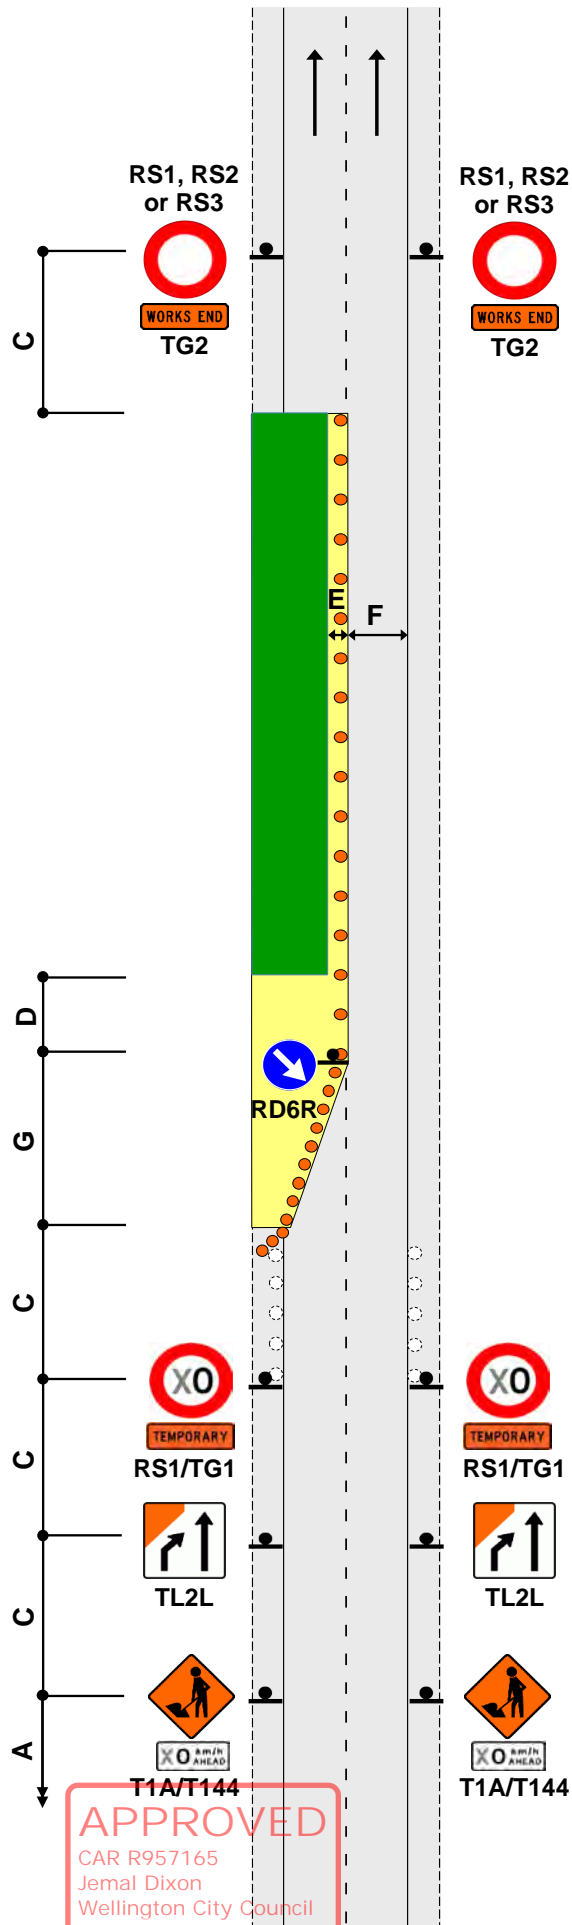 RS1, RS2
or RS3
WORKS END
TG2
RS1, RS2
or RS3
WORKS END
TG2
C
E
F
D
RD6R
G
C
XO
TEMPORARY
RS1/TG1
XO
TEMPORARY
RS1/TG1
C
TL2L
TL2L
C
XO km/h
AHEAD
T1A/T144
XO km/h
AHEAD
T1A/T144
A
APPROVED
CAR R957165
Jemal Dixon
Wellington City Council